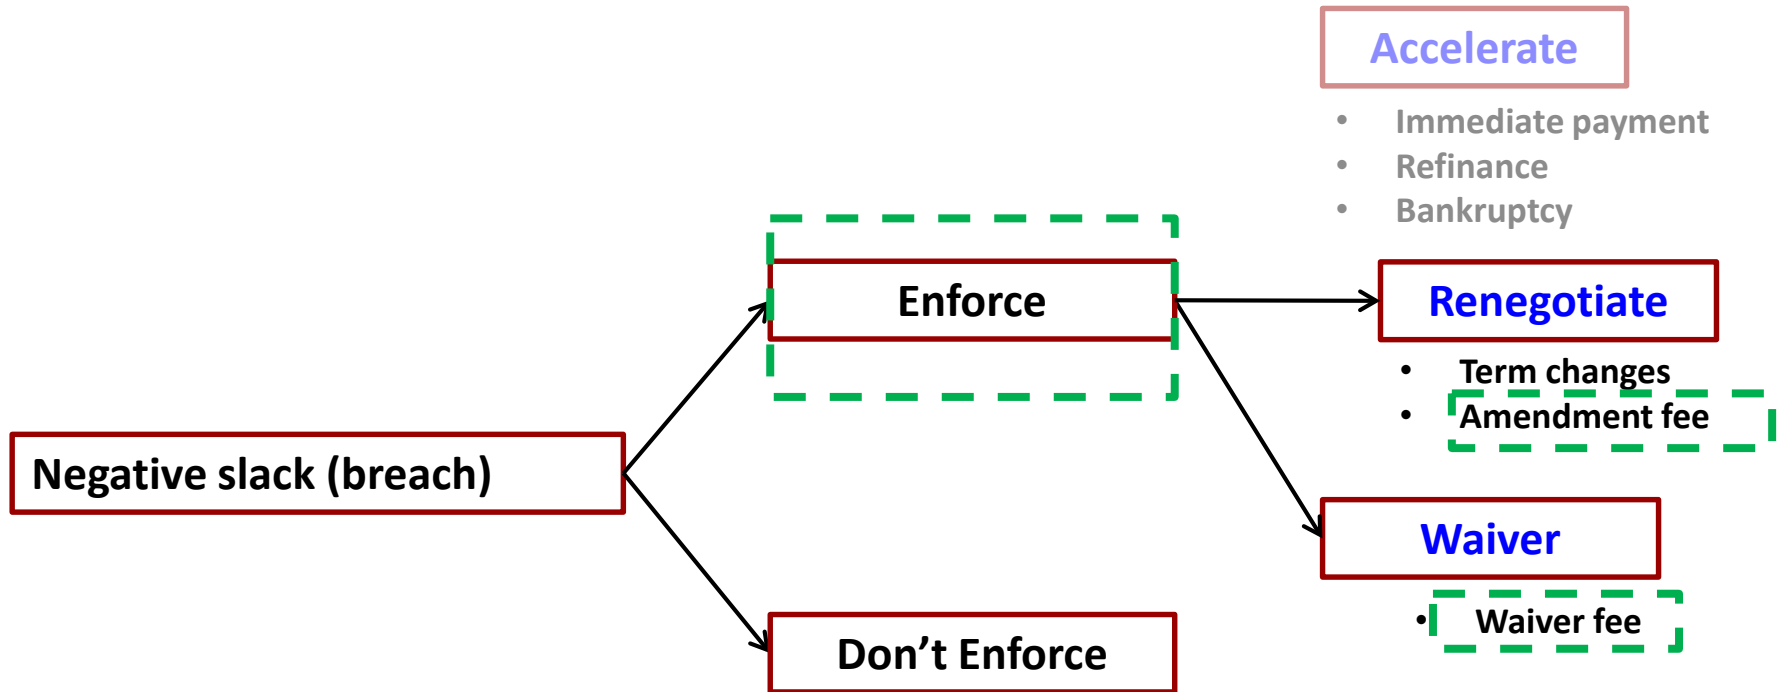 Accelerate
• Immediate payment
• Refinance
• Bankruptcy
Enforce
Renegotiate
• Term changes
• Amendment fee
Negative slack (breach)
Waiver
• Waiver fee
Don’t Enforce